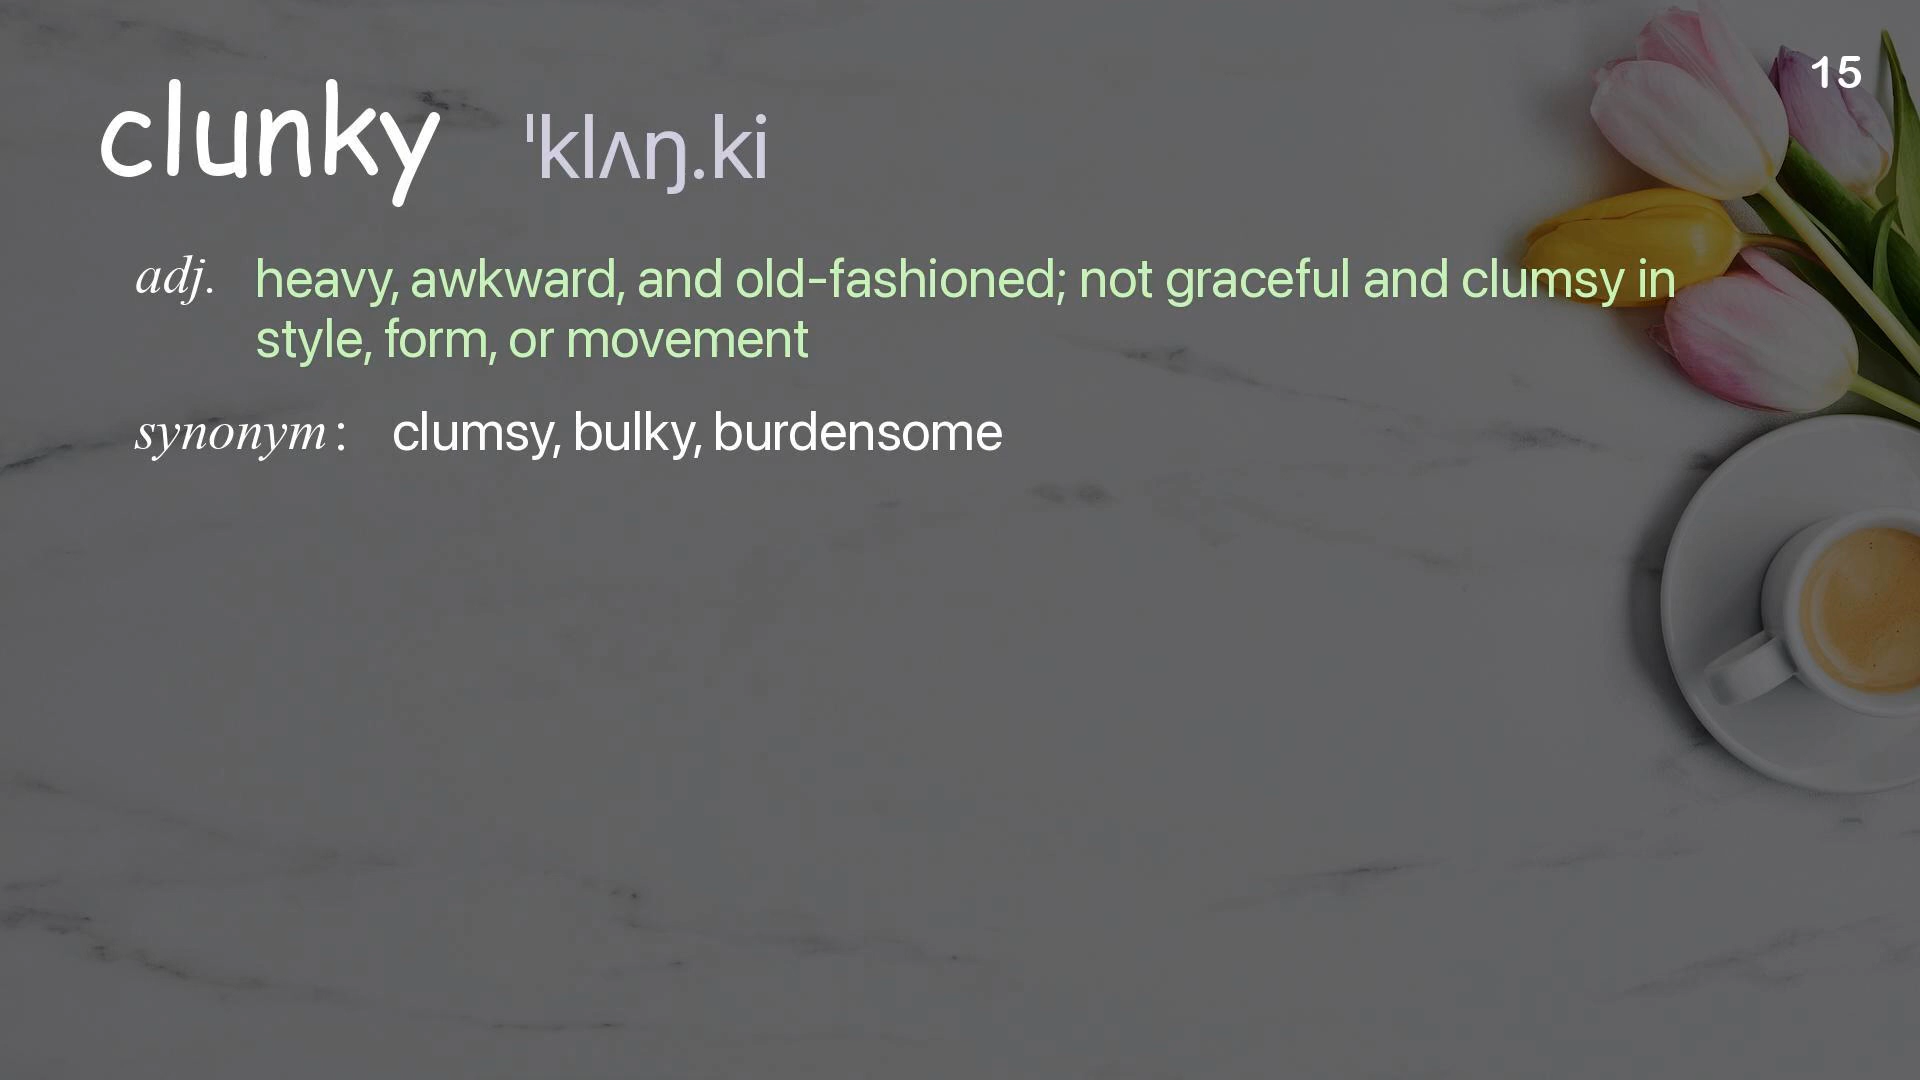 15
clunky ˈklʌŋ.ki
adj. heavy, awkward, and old-fashioned; not graceful and clumsy in
style, form, or movement
synonym: clumsy, bulky, burdensome